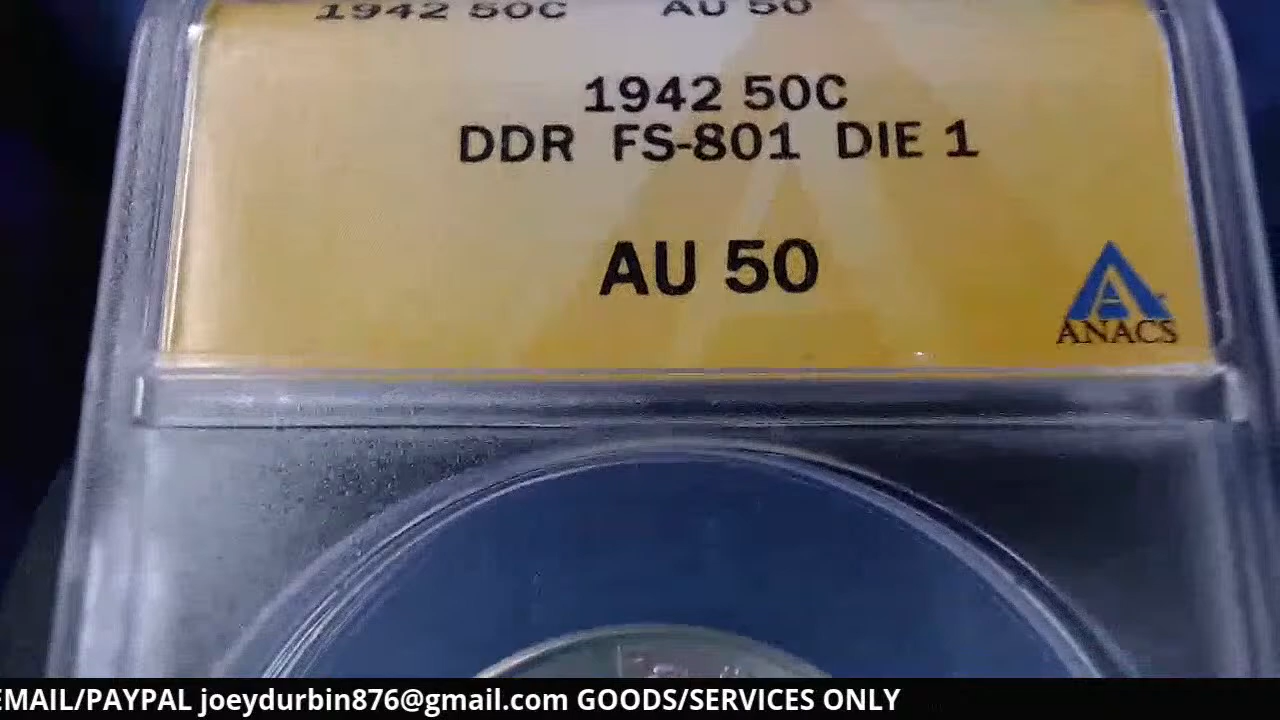 1942 50C AU 50
1942 50C
DDR FS-801 DIE 1
AU 50
ANACS
EMAIL/PAYPAL joeydurbin876@gmail.com GOODS/SERVICES ONLY